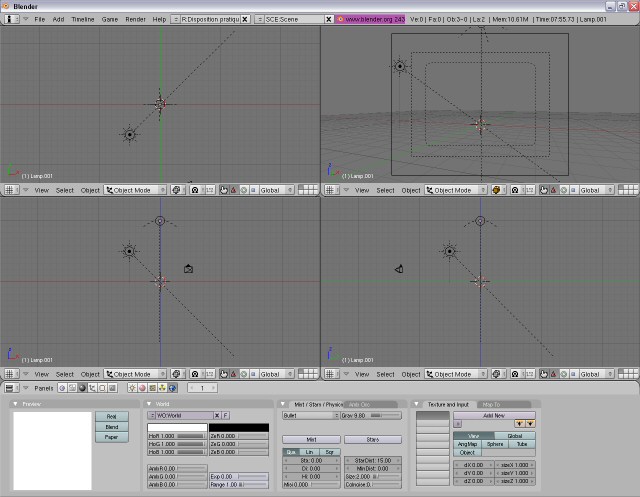 Blender
File Add Timeline Game Render Help R:Disposition pratiqu X SCE:Scene X www.blender.org 243 Ve:0 | Fa:0 | Ob:3-0 | La:2 | Mem:10.61M | Time:07:55.73 | Lamp.001
(1) Lamp.001
(1) Lamp.001
View Select Object Object Mode Global
View Select Object Object Mode Global
(1) Lamp.001
(1) Lamp.001
View Select Object Object Mode Global
View Select Object Object Mode Global
Panels 1
Preview
Real
Blend
Paper
World
WO:World X F
HoR 1.000 ZeR 0.000
HoG 1.000 ZeG 0.000
HoB 1.000 ZeB 0.000
AmbR 0.00
AmbG 0.00 Exp 0.00
AmbB 0.00 Range 1.00
Mist / Stars / Physics Amb Occ
Bullet Grav 9.80
Mist Stars
Qua Lin Sqr
Sta: 0.00 StarDist: 15.00
Di: 0.00 MinDist: 0.00
Hi: 0.00 Size:2.000
Misi 0.000 Colnoise:0.
Texture and Input Map To
Add New
View Global
AngMap Sphere Tube
Object
dX 0.00 sizeX 1.000
dY 0.00 sizeY 1.000
dZ 0.00 sizeZ 1.000